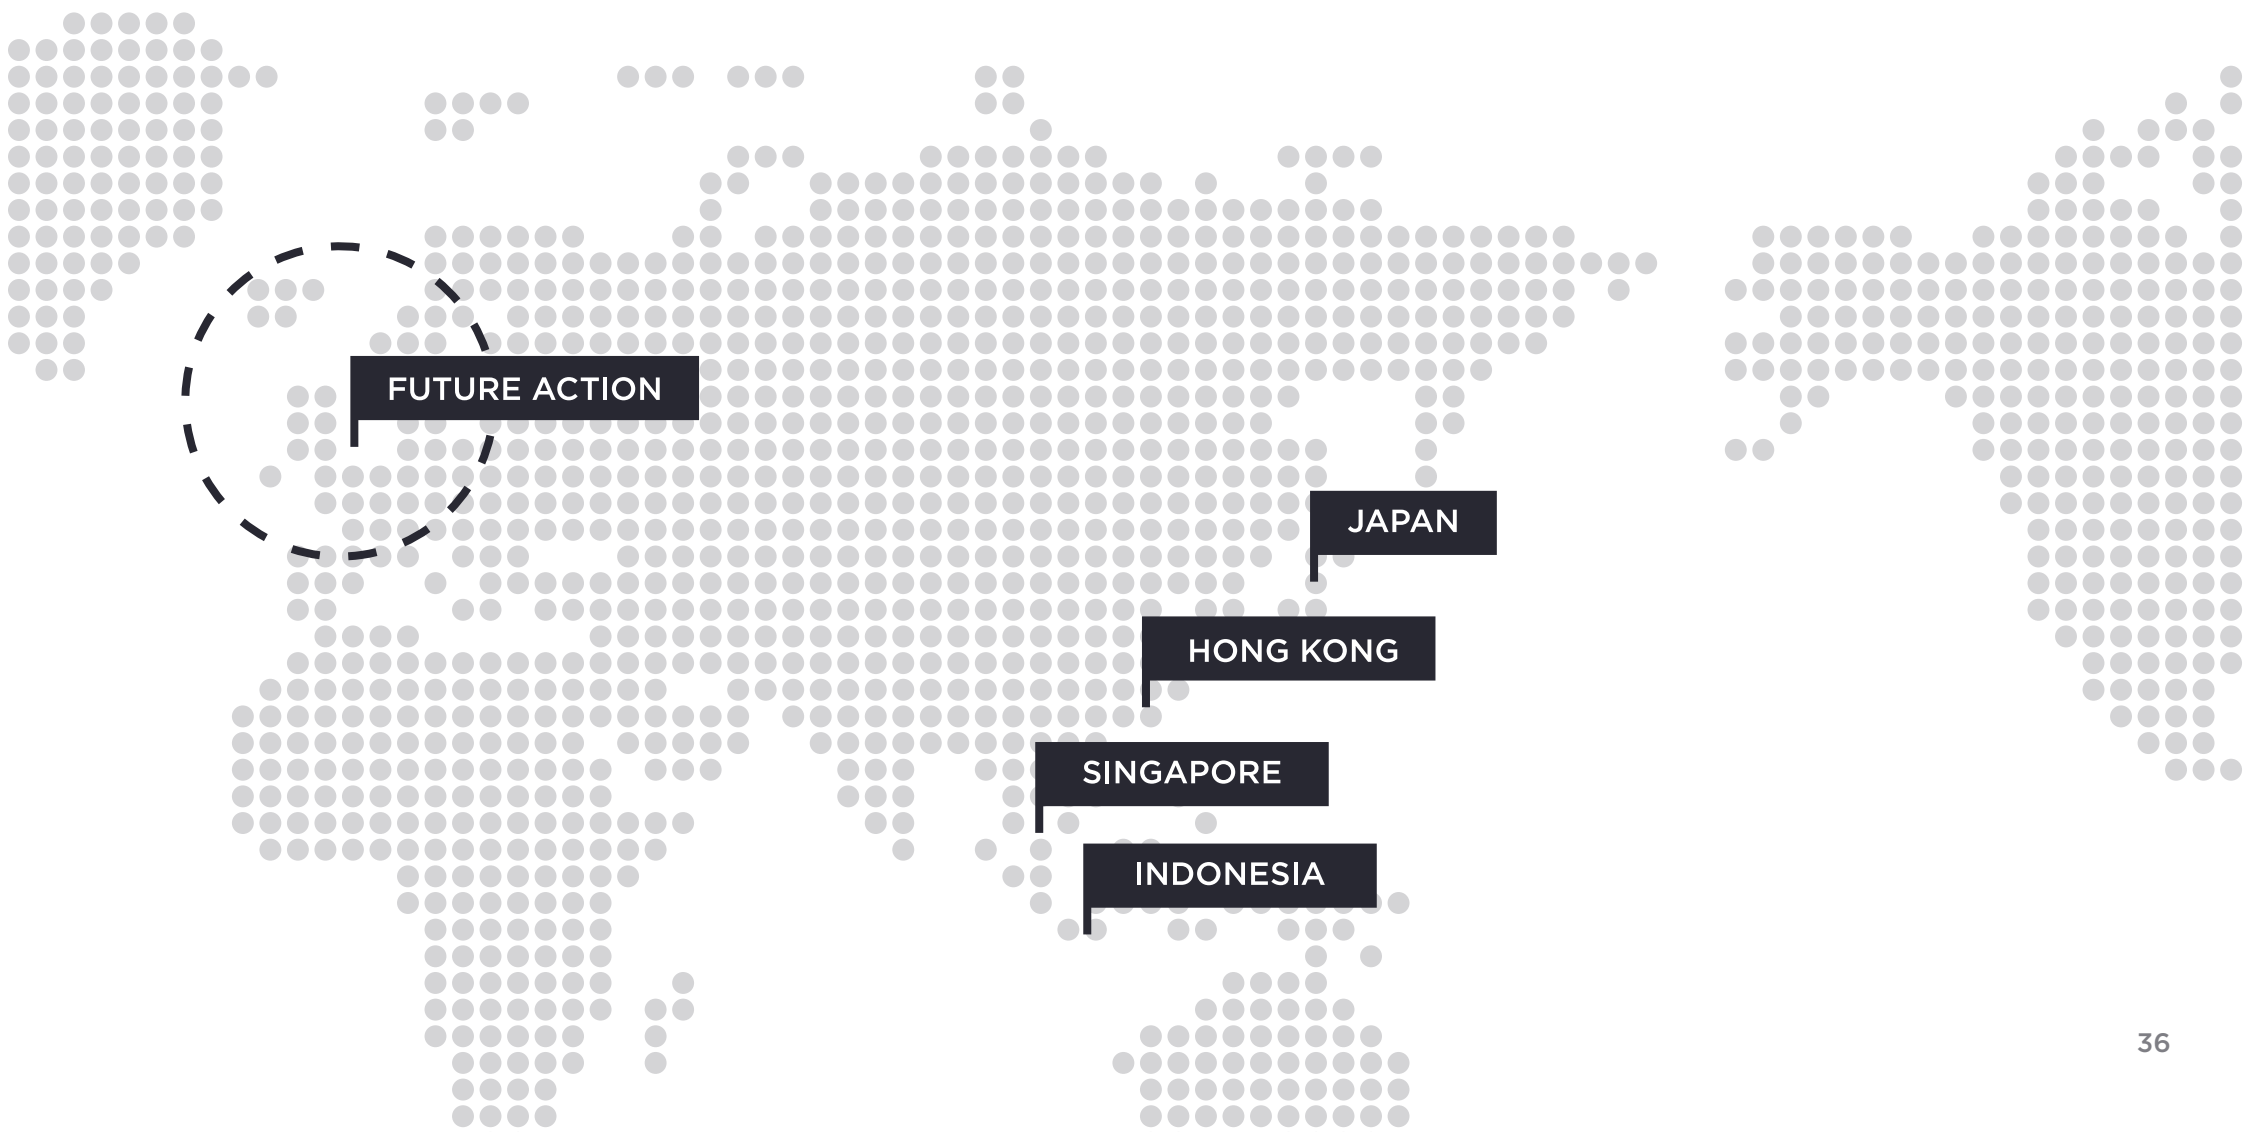 FUTURE ACTION
JAPAN
HONG KONG
SINGAPORE
INDONESIA
36